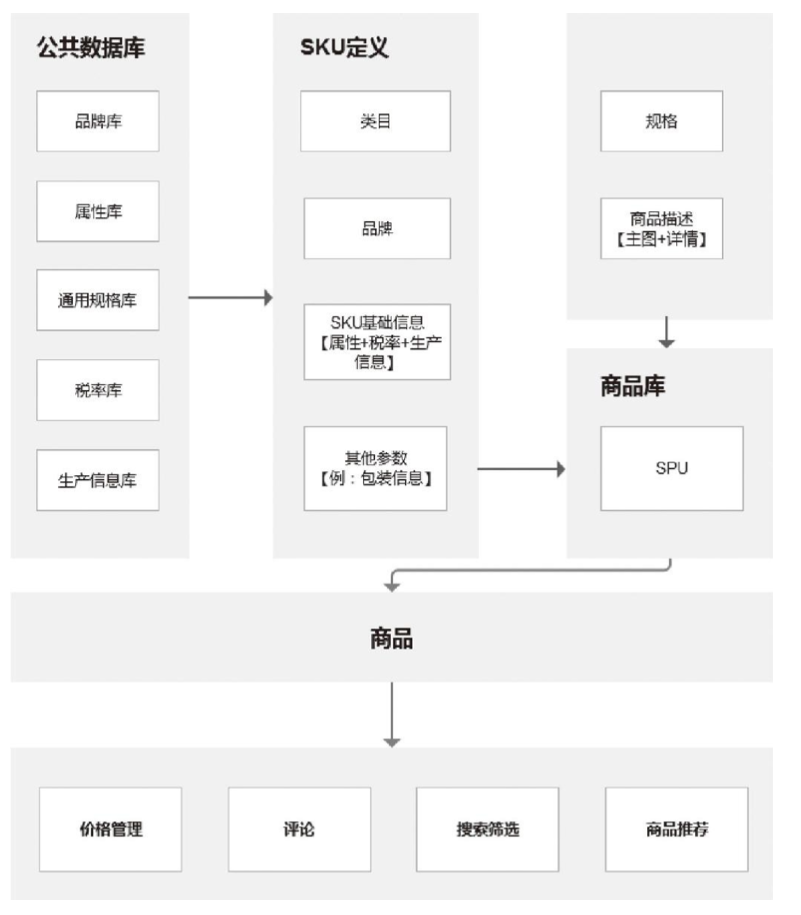 公共数据库
品牌库
属性库
通用规格库
税率库
生产信息库
SKU定义
类目
品牌
SKU基础信息
【属性+税率+生产
信息】
其他参数
【例：包装信息】
规格
商品描述
【主图+详情】
商品库
SPU
商品
价格管理
评论
搜索筛选
商品推荐